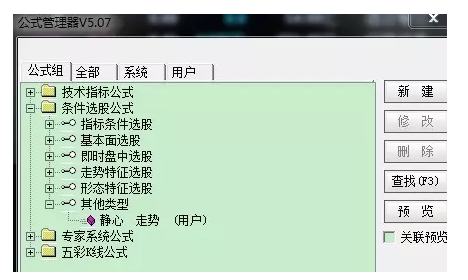 公式管理器V5.07
公式组 全部 系统 用户
技术指标公式
条件选股公式
指标条件选股
基本面选股
即时盘中选股
走势特征选股
形态特征选股
其他类型
静心 走势 (用户)
专家系统公式
五彩K线公式
新 建
修 改
删 除
查找(F3)
预 览
关联预览